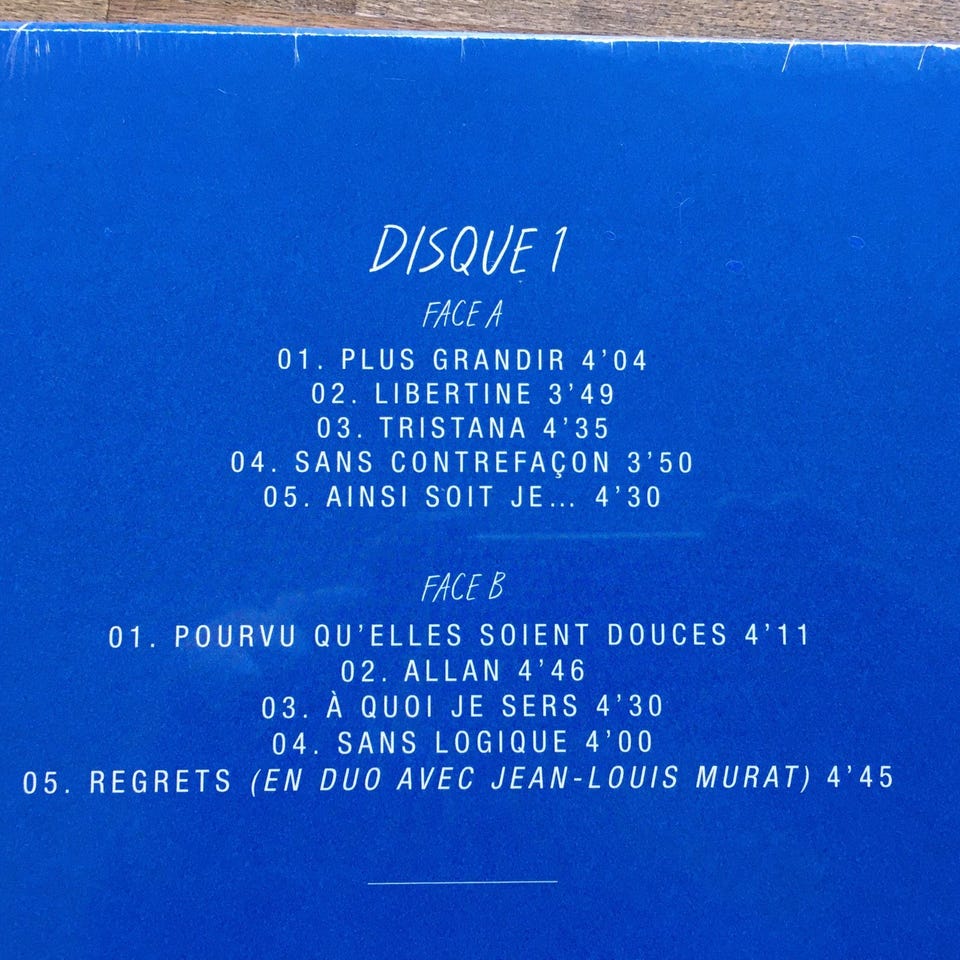 DISQUE 1
FACE A
01. PLUS GRANDIR 4'04
02. LIBERTINE 3'49
03. TRISTANA 4'35
04. SANS CONTREFAÇON 3'50
05. AINSI SOIT JE... 4'30
FACE B
01. POURVU QU'ELLES SOIENT DOUCES 4'11
02. ALLAN 4'46
03. À QUOI JE SERS 4'30
04. SANS LOGIQUE 4'00
05. REGRETS (EN DUO AVEC JEAN-LOUIS MURAT) 4'45